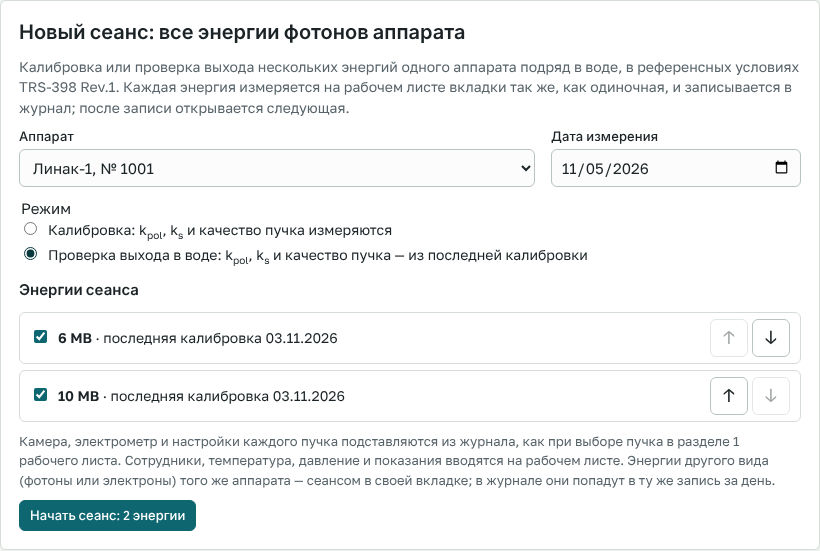 Новый сеанс: все энергии фотонов аппарата
Калибровка или проверка выхода нескольких энергий одного аппарата подряд в воде, в референсных условиях
TRS-398 Rev.1. Каждая энергия измеряется на рабочем листе вкладки так же, как одиночная, и записывается в
журнал; после записи открывается следующая.
Аппарат
Дата измерения
Линак-1, № 1001
11/05/2026
Режим
Калибровка: kpol, ks и качество пучка измеряются
Проверка выхода в воде: kpol, ks и качество пучка — из последней калибровки
Энергии сеанса
6 МВ · последняя калибровка 03.11.2026
10 МВ · последняя калибровка 03.11.2026
Камера, электрометр и настройки каждого пучка подставляются из журнала, как при выборе пучка в разделе 1
рабочего листа. Сотрудники, температура, давление и показания вводятся на рабочем листе. Энергии другого вида
(фотоны или электроны) того же аппарата — сеансом в своей вкладке; в журнале они попадут в ту же запись за день.
Начать сеанс: 2 энергии